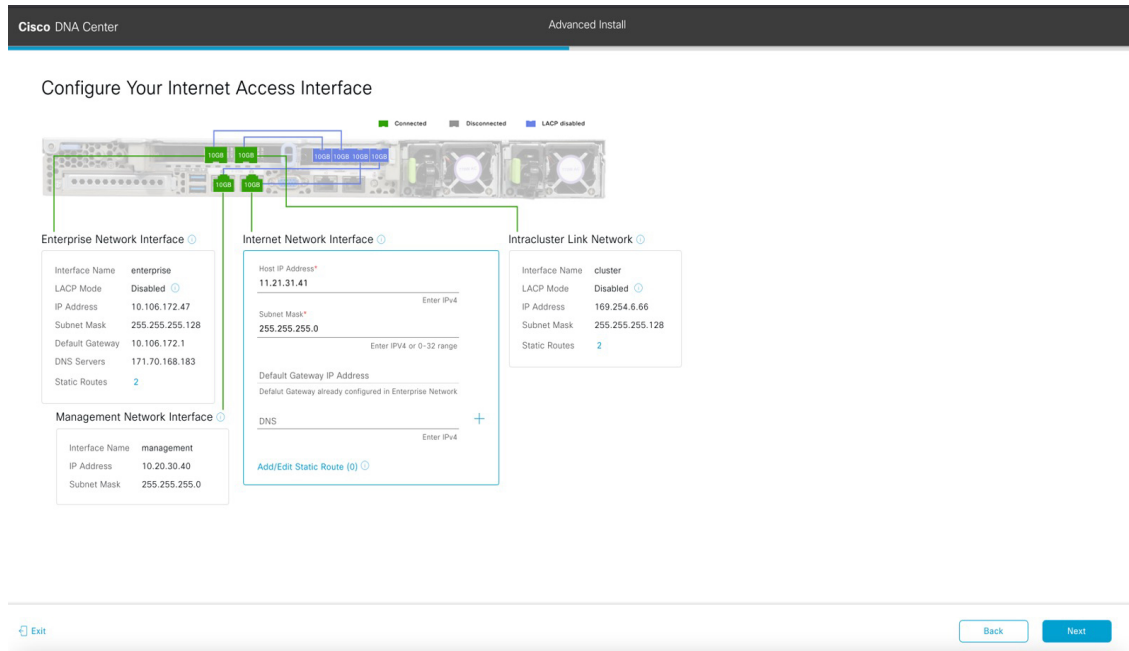 Cisco DNA Center
Advanced Install
Configure Your Internet Access Interface
Connected
Disconnected
LACP disabled
10GB 10GB
10GB 10GB 10GB 10GB
10GB 10GB
Enterprise Network Interface
Interface Name enterprise
LACP Mode Disabled
IP Address 10.106.172.47
Subnet Mask 255.255.255.128
Default Gateway 10.106.172.1
DNS Servers 171.70.168.183
Static Routes 2
Management Network Interface
Interface Name management
IP Address 10.20.30.40
Subnet Mask 255.255.255.0
Internet Network Interface
Host IP Address*
11.21.31.41
Enter IPv4
Subnet Mask*
255.255.255.0
Enter IPV4 or 0-32 range
Default Gateway IP Address
Defalut Gateway already configured in Enterprise Network
DNS
Enter IPv4
Add/Edit Static Route (0)
Intracluster Link Network
Interface Name cluster
LACP Mode Disabled
IP Address 169.254.6.66
Subnet Mask 255.255.255.128
Static Routes 2
Exit
Back
Next